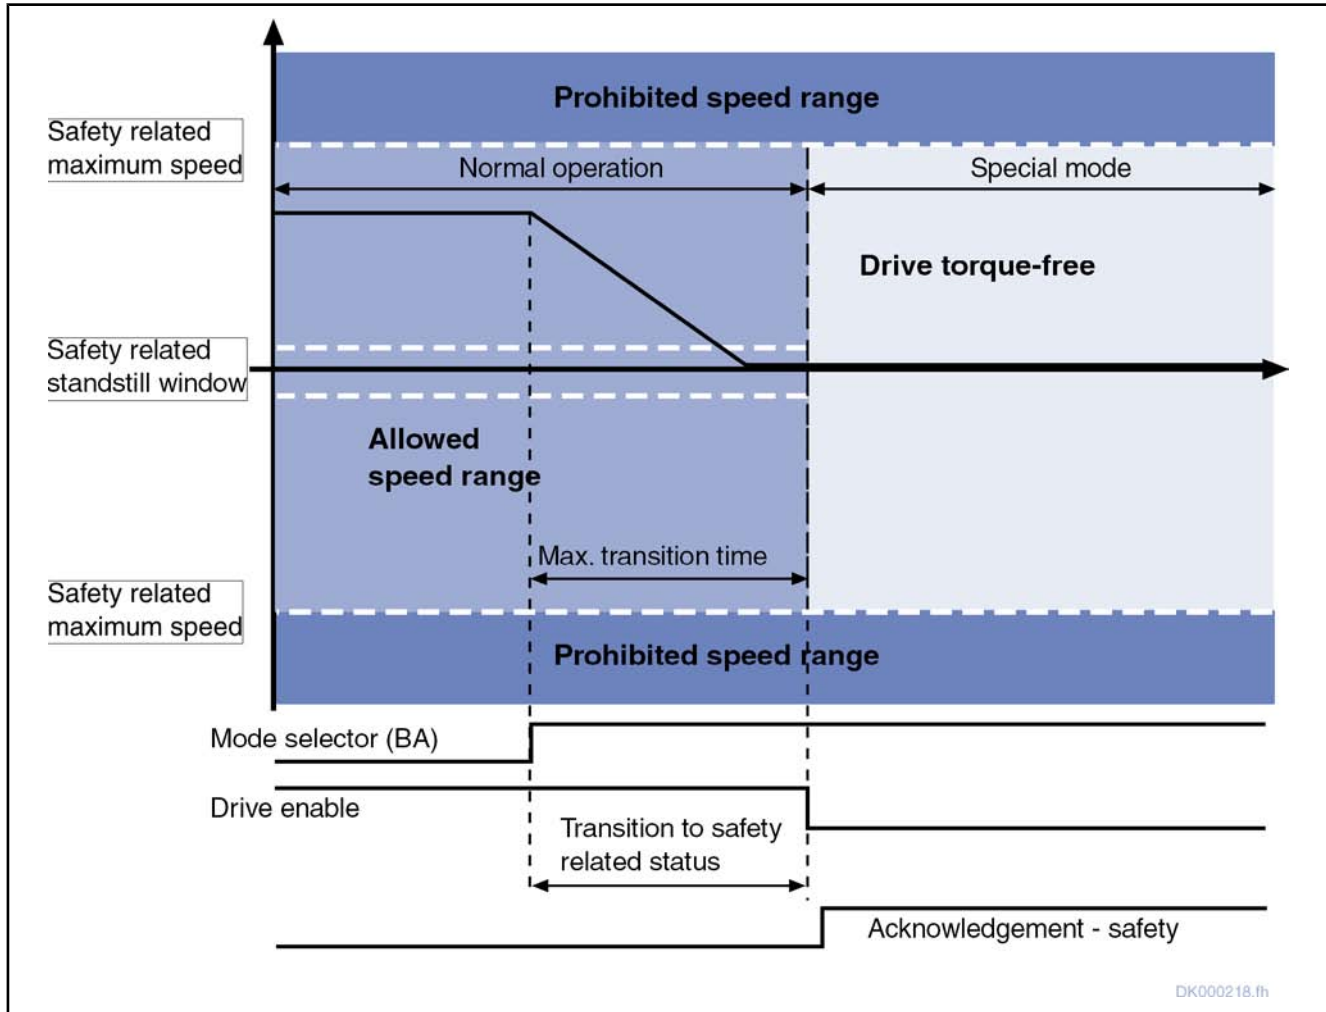 Prohibited speed range
Safety related
maximum speed
Normal operation
Special mode
Drive torque-free
Safety related
standstill window
Allowed
speed range
Max. transition time
Safety related
maximum speed
Prohibited speed range
Mode selector (BA)
Drive enable
Transition to safety
related status
Acknowledgement - safety
DK000218.fh